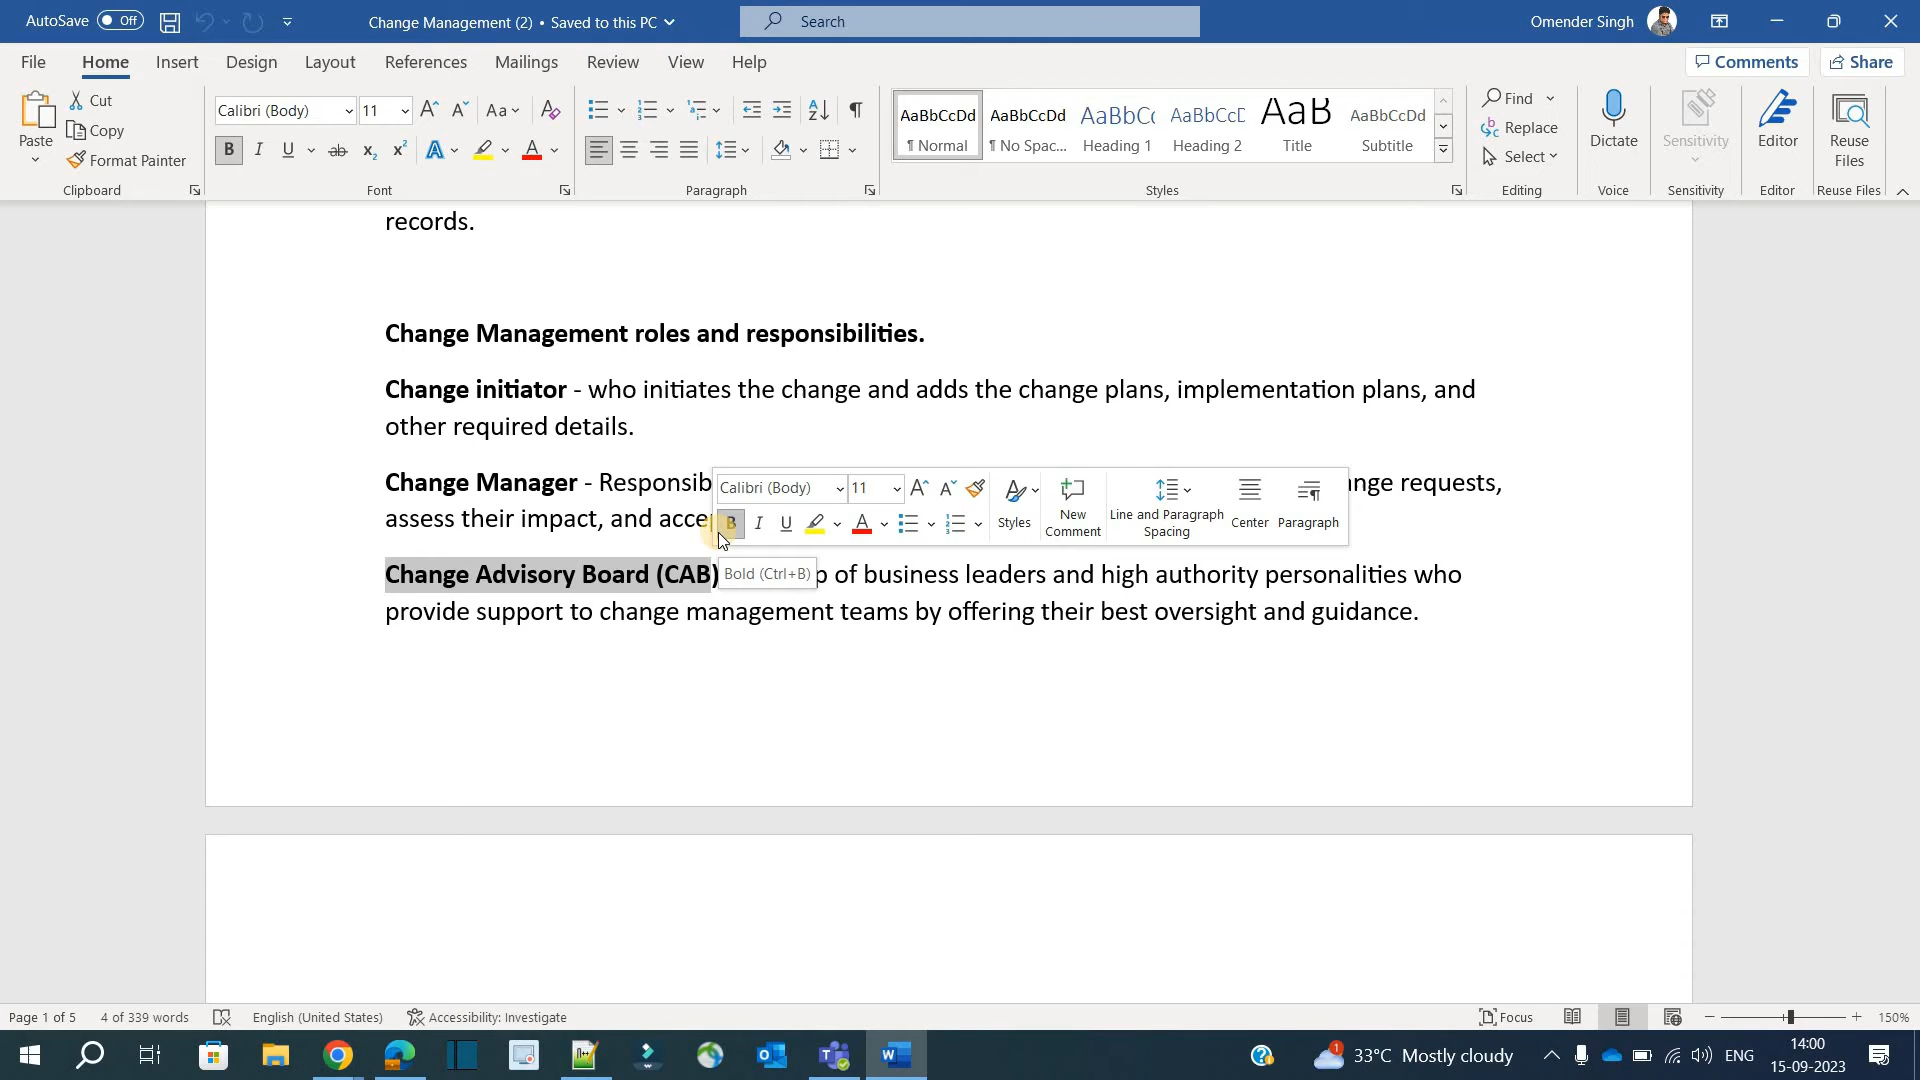 AutoSave Off Change Management (2) • Saved to this PC Search Omender Singh
File Home Insert Design Layout References Mailings Review View Help Comments Share
Paste Cut Copy Format Painter Clipboard
Calibri (Body) 11 Aa
B I U ab x₂ x² A A Font
Paragraph
AaBbCcDd ¶ Normal
AaBbCcDd ¶ No Spac...
AaBbCc Heading 1
AaBbCcD Heading 2
AaB Title
AaBbCcDd Subtitle
Styles
Find
Replace
Select
Editing
Dictate
Voice
Sensitivity
Sensitivity
Editor
Editor
Reuse Files
Reuse Files
records.
Change Management roles and responsibilities.
Change initiator - who initiates the change and adds the change plans, implementation plans, and
other required details.
Change Manager - Responsib
ange requests,
assess their impact, and acce
Calibri (Body) 11 A A
B I U A
Styles
New Comment
Line and Paragraph Spacing
Center
Paragraph
Bold (Ctrl+B)
Change Advisory Board (CAB) p of business leaders and high authority personalities who
provide support to change management teams by offering their best oversight and guidance.
Page 1 of 5 4 of 339 words English (United States) Accessibility: Investigate Focus 150%
33°C Mostly cloudy ENG 14:00
15-09-2023